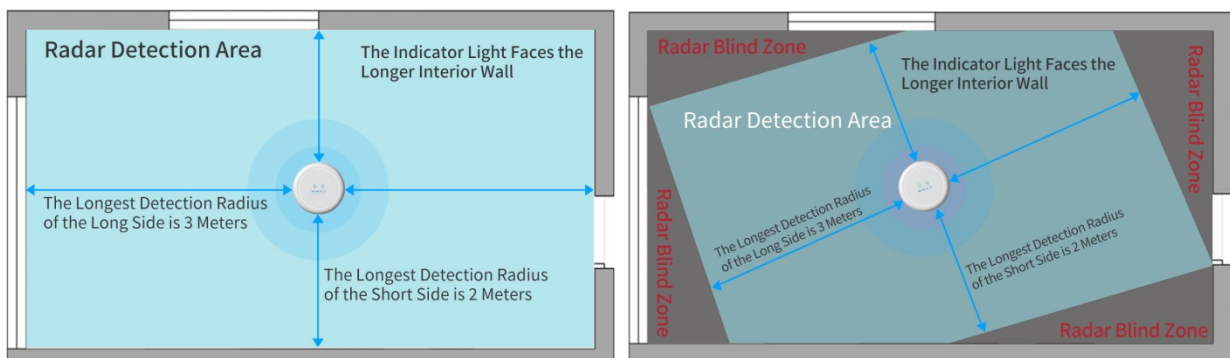 Radar Detection Area
The Indicator Light Faces the
Longer Interior Wall
The Longest Detection Radius
of the Long Side is 3 Meters
The Longest Detection Radius
of the Short Side is 2 Meters
Radar Blind Zone
The Indicator Light Faces the
Longer Interior Wall
Radar Blind Zone
Radar Detection Area
The Longest Detection Radius
of the Long Side is 3 Meters
The Longest Detection Radius
of the Short Side is 2 Meters
Radar Blind Zone
Radar Blind Zone